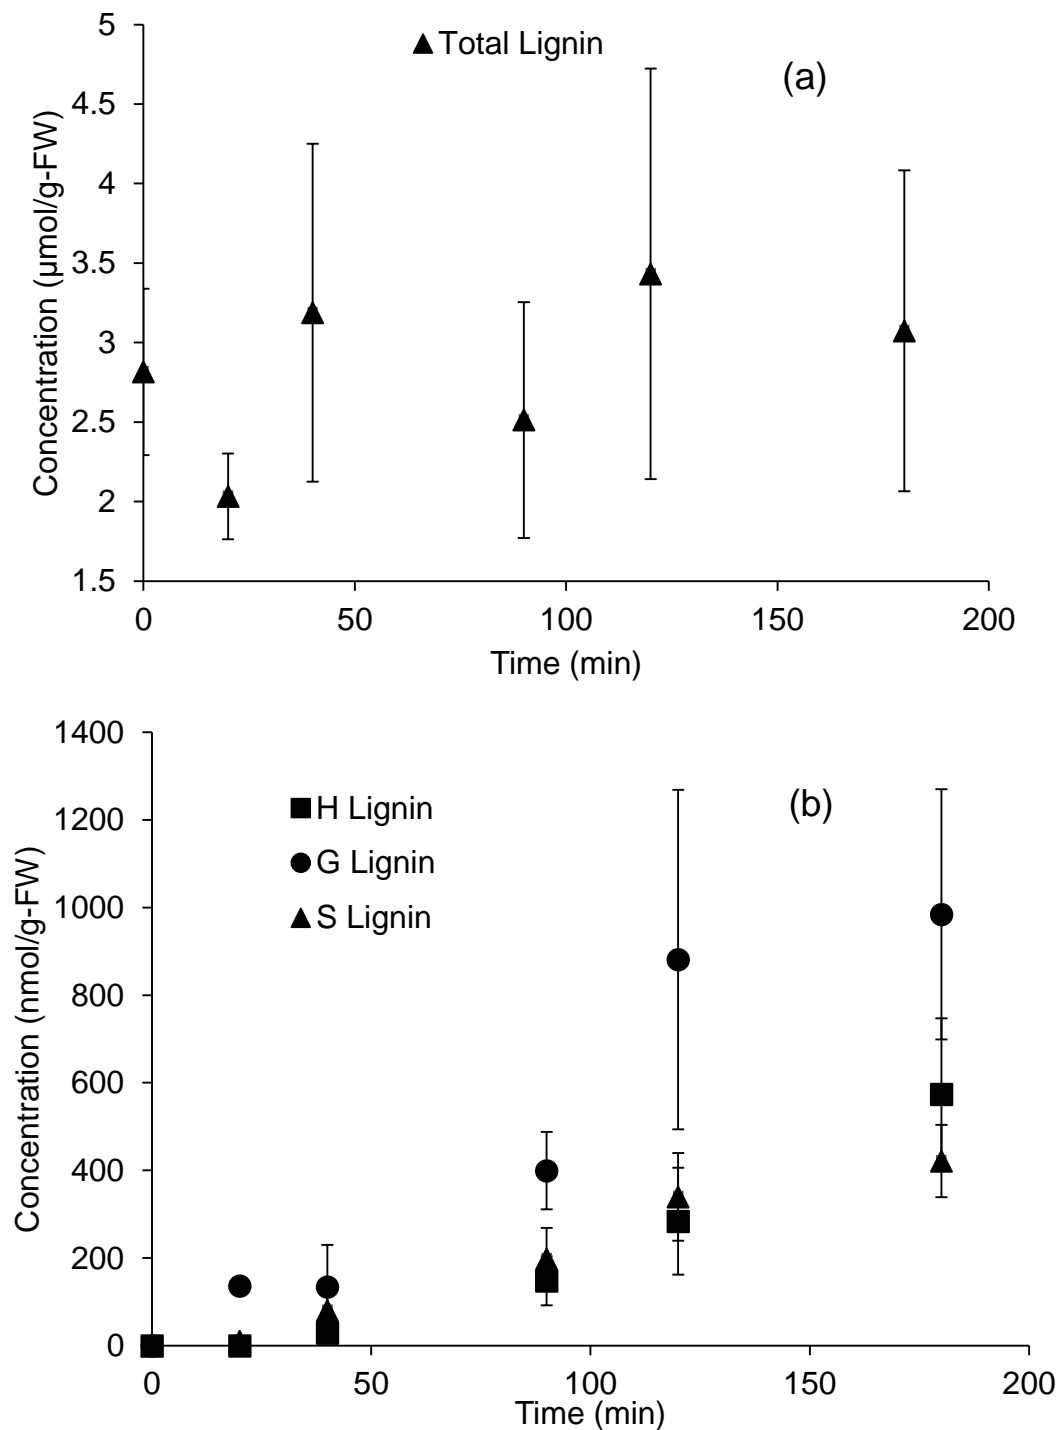 5
▲ Total Lignin
(a)
4.5
4
3.5
3
2.5
2
1.5
Concentration (µmol/g-FW)
0 50 100 150 200
Time (min)
1400
1200
1000
800
600
400
200
0
H Lignin
G Lignin
S Lignin
(b)
Concentration (nmol/g-FW)
0 50 100 150 200
Time (min)